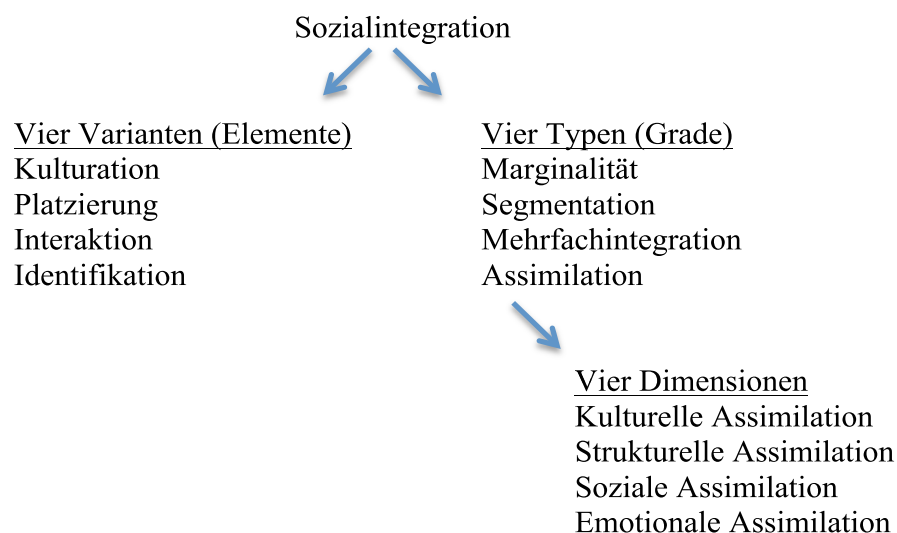 Sozialintegration
Vier Varianten (Elemente)
Kulturation
Platzierung
Interaktion
Identifikation
Vier Typen (Grade)
Marginalität
Segmentation
Mehrfachintegration
Assimilation
Vier Dimensionen
Kulturelle Assimilation
Strukturelle Assimilation
Soziale Assimilation
Emotionale Assimilation